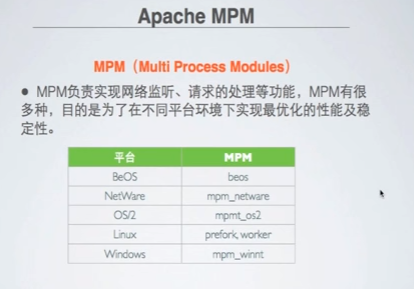 Apache MPM
MPM（Multi Process Modules）
● MPM负责实现网络监听、请求的处理等功能，MPM有很
多种，目的是为了在不同平台环境下实现最优化的性能及稳
定性。
平台 MPM
BeOS beos
NetWare mpm_netware
OS/2 mpmt_os2
Linux prefork, worker
Windows mpm_winnt